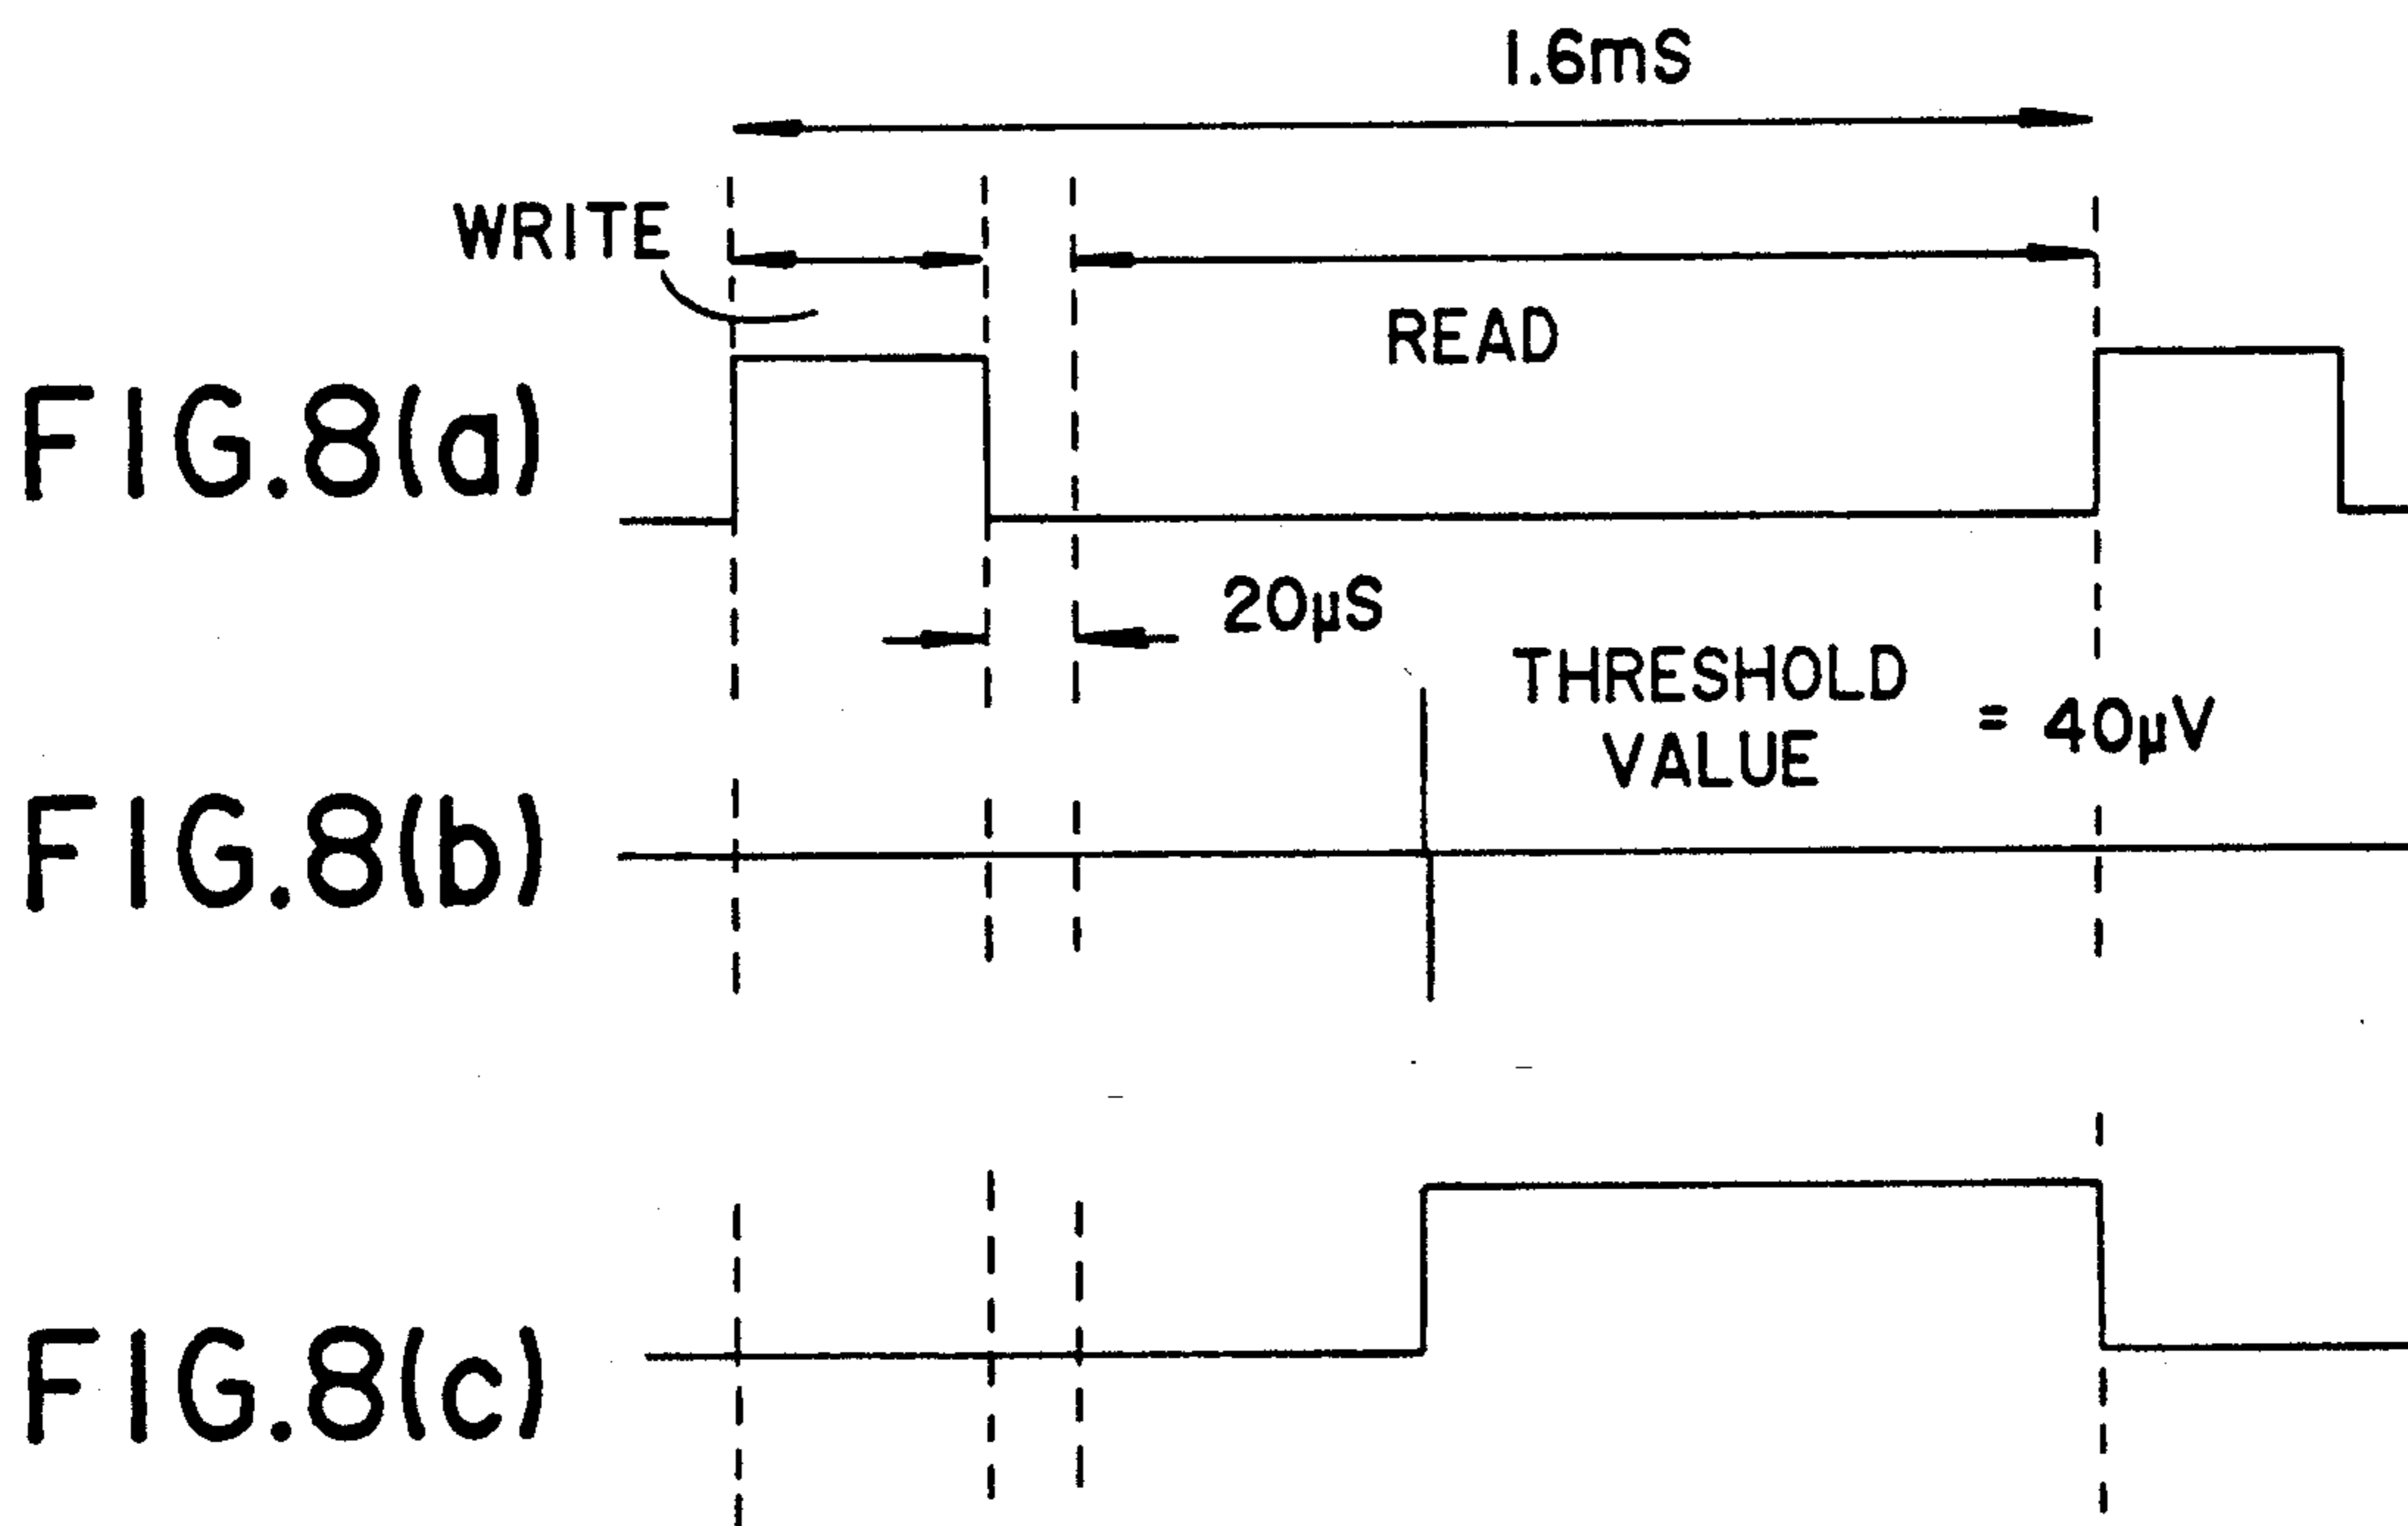 1.6mS
WRITE
READ
FIG.8(a)
20µS
THRESHOLD
VALUE
= 40µV
FIG.8(b)
FIG.8(c)